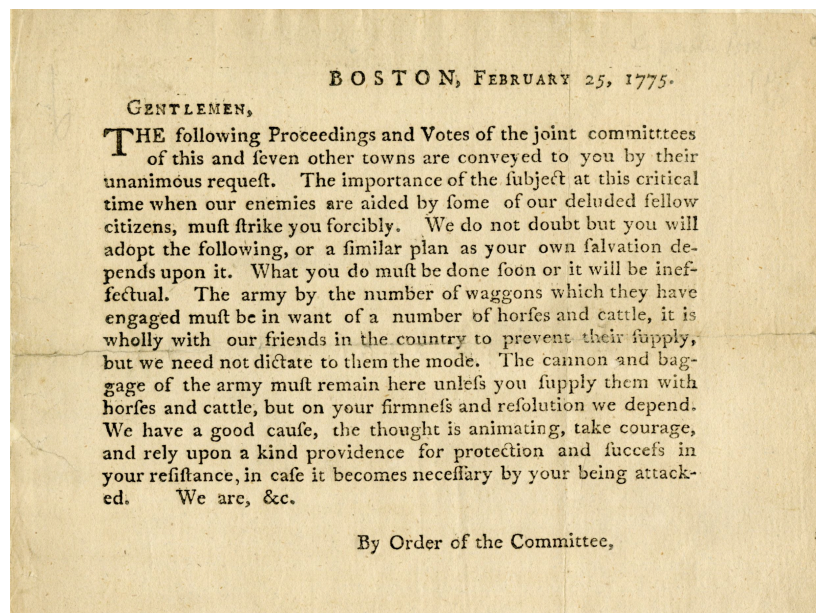 BOSTON, FEBRUARY 25, 1775.
GENTLEMEN,
THE following Proceedings and Votes of the joint committtees
of this and ſeven other towns are conveyed to you by their
unanimous requeſt. The importance of the ſubject at this critical
time when our enemies are aided by ſome of our deluded fellow
citizens, muſt ſtrike you forcibly. We do not doubt but you will
adopt the following, or a ſimilar plan as your own ſalvation de-
pends upon it. What you do muſt be done ſoon or it will be inef-
fectual. The army by the number of waggons which they have
engaged muſt be in want of a number of horſes and cattle, it is
wholly with our friends in the country to prevent their ſupply,
but we need not dictate to them the mode. The cannon and bag-
gage of the army muſt remain here unleſs you ſupply them with
horſes and cattle, but on your firmneſs and reſolution we depend.
We have a good cauſe, the thought is animating, take courage,
and rely upon a kind providence for protection and ſucceſs in
your reſiſtance, in caſe it becomes neceſſary by your being attack-
ed. We are, &c.
By Order of the Committee,